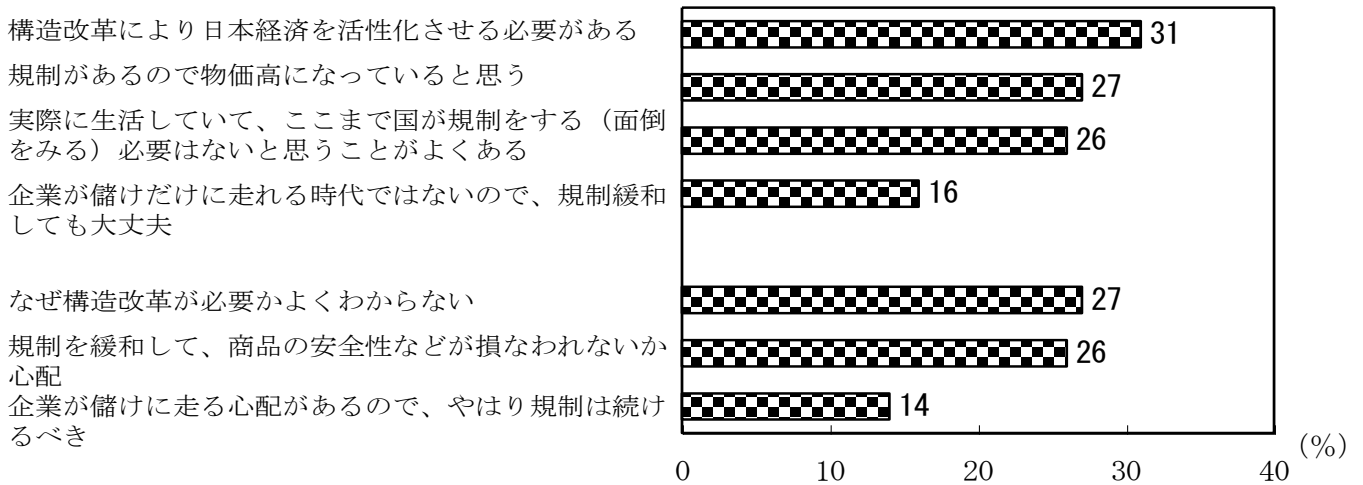 構造改革により日本経済を活性化させる必要がある
31
規制があるので物価高になっていると思う
27
実際に生活していて、ここまで国が規制をする（面倒
をみる）必要はないと思うことがよくある
26
企業が儲けだけに走れる時代ではないので、規制緩和
しても大丈夫
16
なぜ構造改革が必要かよくわからない
27
規制を緩和して、商品の安全性などが損なわれないか
心配
26
企業が儲けに走る心配があるので、やはり規制は続け
るべき
14
0 10 20 30 40
(%)